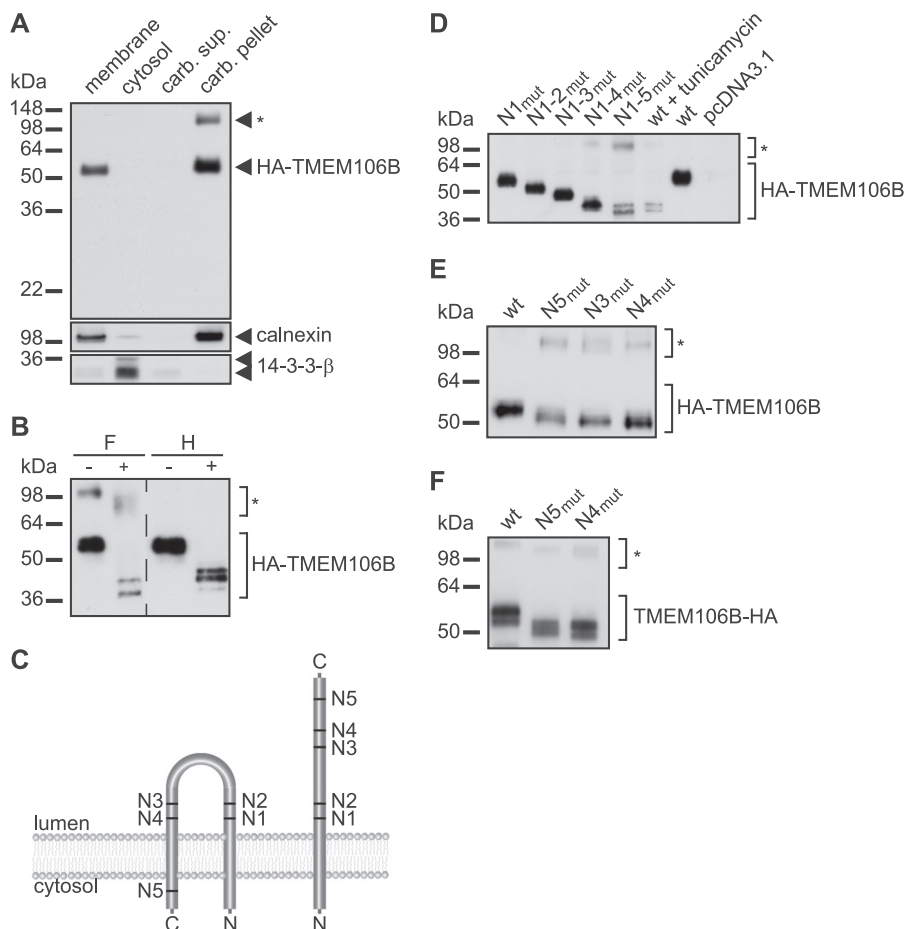 A
membrane
cytosol
carb. sup.
carb. pellet
kDa
148
98
64
50
36
22
*
HA-TMEM106B
98
calnexin
36
14-3-3-β
B
F H
kDa - + - +
98
64
50
36
*
HA-TMEM106B
C
C
N5
N4
N3
N2
N1
N
N3 N2
N4 N1
lumen
cytosol
N5
C N
D
N1mut
N1-2mut
N1-3mut
N1-4mut
N1-5mut
wt + tunicamycin
wt
pcDNA3.1
kDa
98
64
50
36
*
HA-TMEM106B
E
wt
N5mut
N3mut
N4mut
kDa
98
64
50
*
HA-TMEM106B
F
wt
N5mut
N4mut
kDa
98
64
50
*
TMEM106B-HA